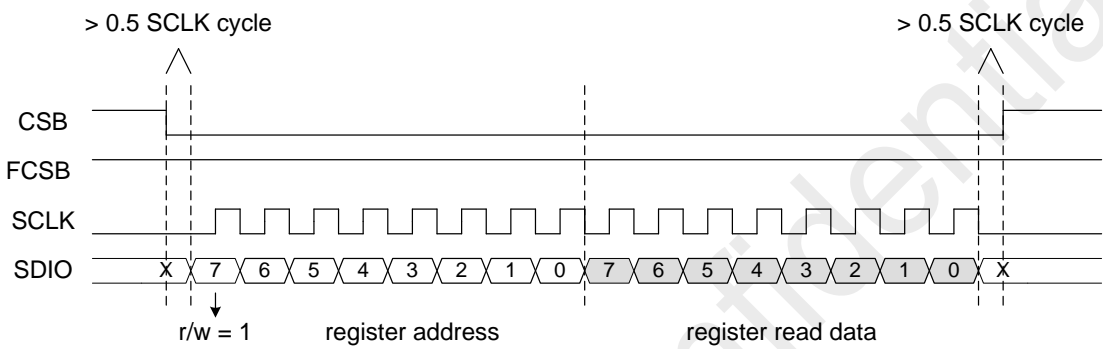 > 0.5 SCLK cycle > 0.5 SCLK cycle
CSB
FCSB
SCLK
SDIO X 7 6 5 4 3 2 1 0 7 6 5 4 3 2 1 0 X
r/w = 1 register address register read data